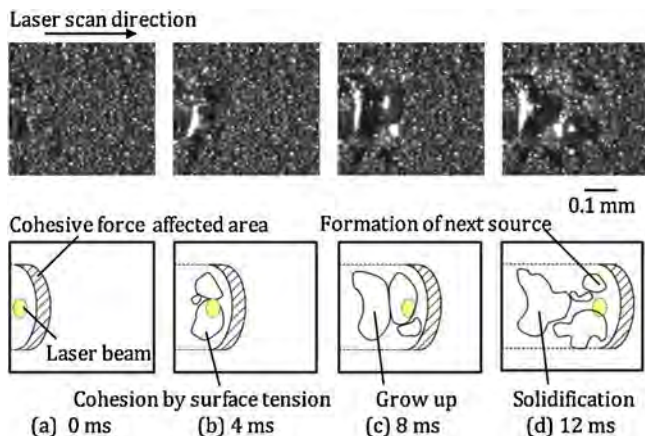 Laser scan direction
0.1 mm
Cohesive force affected area
Formation of next source
Laser beam
Cohesion by surface tension
Grow up
Solidification
(a) 0 ms
(b) 4 ms
(c) 8 ms
(d) 12 ms